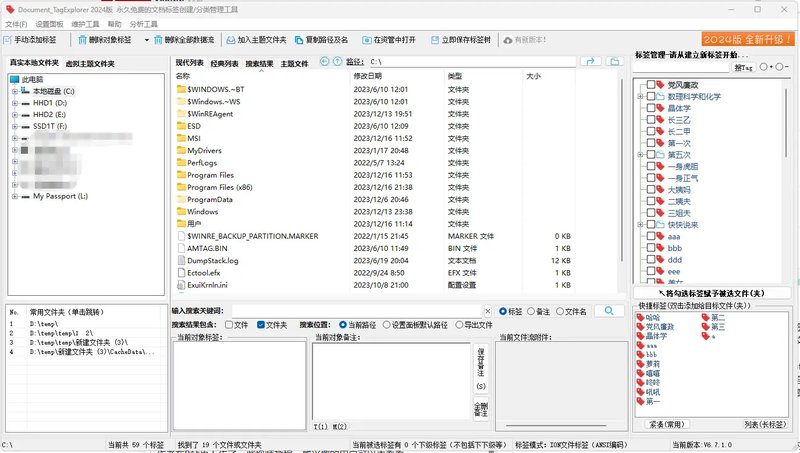 Document_TagExplorer 2024版 永久免费的文档标签创建/分类管理工具
文件(F) 设置面板 维护工具 帮助 分析工具
手动添加标签 删除对象标签 删除全部数据流 加入主题文件夹 复制路径及名 在资管中打开 立即保存标签树 有新版本!
2024版 全新升级!
真实本地文件夹 虚拟主题文件夹
此电脑
本地磁盘 (C:)
HHD1 (D:)
HHD2 (E:)
SSD1T (F:)
My Passport (L:)
现代列表 经典列表 搜索结果 主题文件 路径: C:\
名称 修改日期 类型 大小
$WINDOWS.~BT 2023/6/10 12:01 文件夹
$Windows.~WS 2023/6/10 12:01 文件夹
$WinREAgent 2023/12/13 19:51 文件夹
ESD 2023/6/10 12:09 文件夹
MSI 2023/12/16 11:52 文件夹
MyDrivers 2023/1/17 20:48 文件夹
PerfLogs 2022/5/7 13:24 文件夹
Program Files 2023/12/16 11:53 文件夹
Program Files (x86) 2023/12/16 21:38 文件夹
ProgramData 2023/12/6 20:46 文件夹
Windows 2023/12/13 23:38 文件夹
用户 2023/12/16 11:14 文件夹
$WINRE_BACKUP_PARTITION.MARKER 2022/1/15 21:45 MARKER 文件 0 KB
AMTAG.BIN 2023/6/10 11:49 BIN 文件 1 KB
DumpStack.log 2023/6/19 20:04 文本文档 12 KB
Ectool.efx 2022/9/24 8:50 EFX 文件 1 KB
ExuiKrnln.ini 2023/10/8 21:00 配置设置 1 KB
标签管理-请从建立新标签开始...
搜Tag + -
党风廉政
数理科学和化学
晶体学
长三乙
长二甲
第一次
第五次
一身虎胆
一身正气
大姨妈
二姨夫
三姐夫
快快说来
aaa
bbb
ddd
eee
↖将勾选标签赋予被选文件(夹)
No. 常用文件夹 (单击跳转)
1 D:\temp\
2 D:\temp\temp\1 2\
3 D:\temp\temp\新建文件夹 (3)\
4 D:\temp\temp\新建文件夹 (3)\CacheData\...
输入搜索关键词: × 标签 备注 文件名
搜索结果包含: 文件 文件夹 搜索位置: 当前路径 设置面板默认路径 导出文件
当前对象标签:
当前对象备注:
T(1) M(2)
保存备注 (S)
全删备注
当前文件流附件:
快捷标签(双击添加给目标文件(夹))
哈哈 第二
党风廉政 第三
晶体学 a
aaa
bbb
萝莉
嘻嘻
咚咚
吼吼
第一
紧凑(常用) 列表(长标签)
C:\ 当前共 59 个标签 找到了 19 个文件或文件夹 当前被选标签有 0 个下级标签 (不包括下下级等) 标签模式: ION文件标签 (ANSI编码) 当前版本:V6.7.1.0